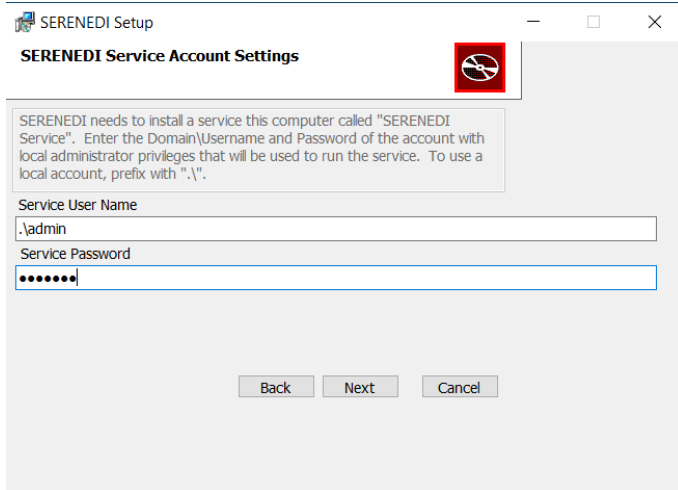 SERENEDI Setup
SERENEDI Service Account Settings
SERENEDI needs to install a service this computer called "SERENEDI
Service".  Enter the Domain\Username and Password of the account with
local administrator privileges that will be used to run the service.  To use a
local account, prefix with ".\".
Service User Name
.\admin
Service Password
●●●●●●●
Back Next Cancel